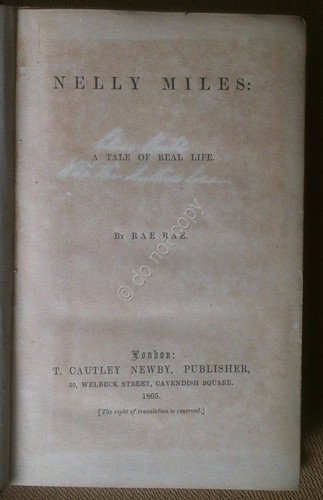 NELLY MILES:
A TALE OF REAL LIFE.
BY RAE RAE.
© do not copy
London:
T. CAUTLEY NEWBY, PUBLISHER,
30, WELBECK STREET, CAVENDISH SQUARE.
1865.
[The right of translation is reserved.]